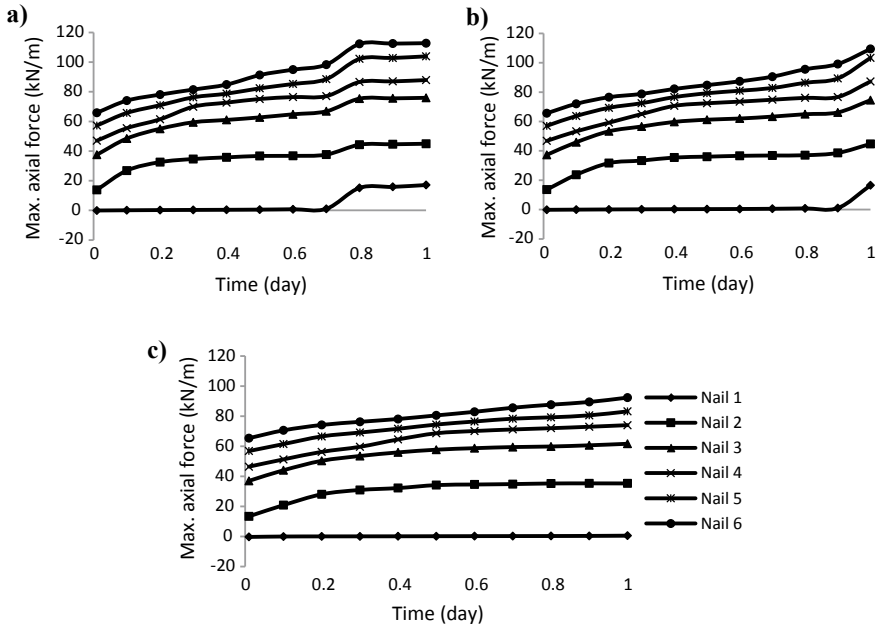 a)
120
100
80
60
40
20
0
-20
Max. axial force (kN/m)
0 0.2 0.4 0.6 0.8 1
Time (day)
b)
120
100
80
60
40
20
0
-20
Max. axial force (kN/m)
0 0.2 0.4 0.6 0.8 1
Time (day)
c)
120
100
80
60
40
20
0
-20
Max. axial force (kN/m)
0 0.2 0.4 0.6 0.8 1
Time (day)
Nail 1
Nail 2
Nail 3
Nail 4
Nail 5
Nail 6